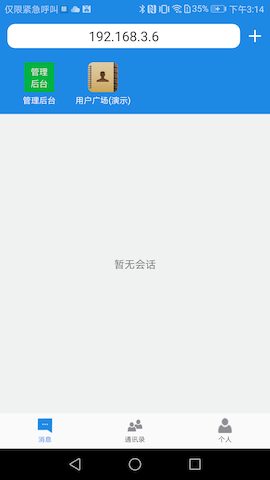 仅限紧急呼叫 35% 下午3:14
192.168.3.6
管理
后台
管理后台 用户广场(演示)
暂无会话
消息 通讯录 个人